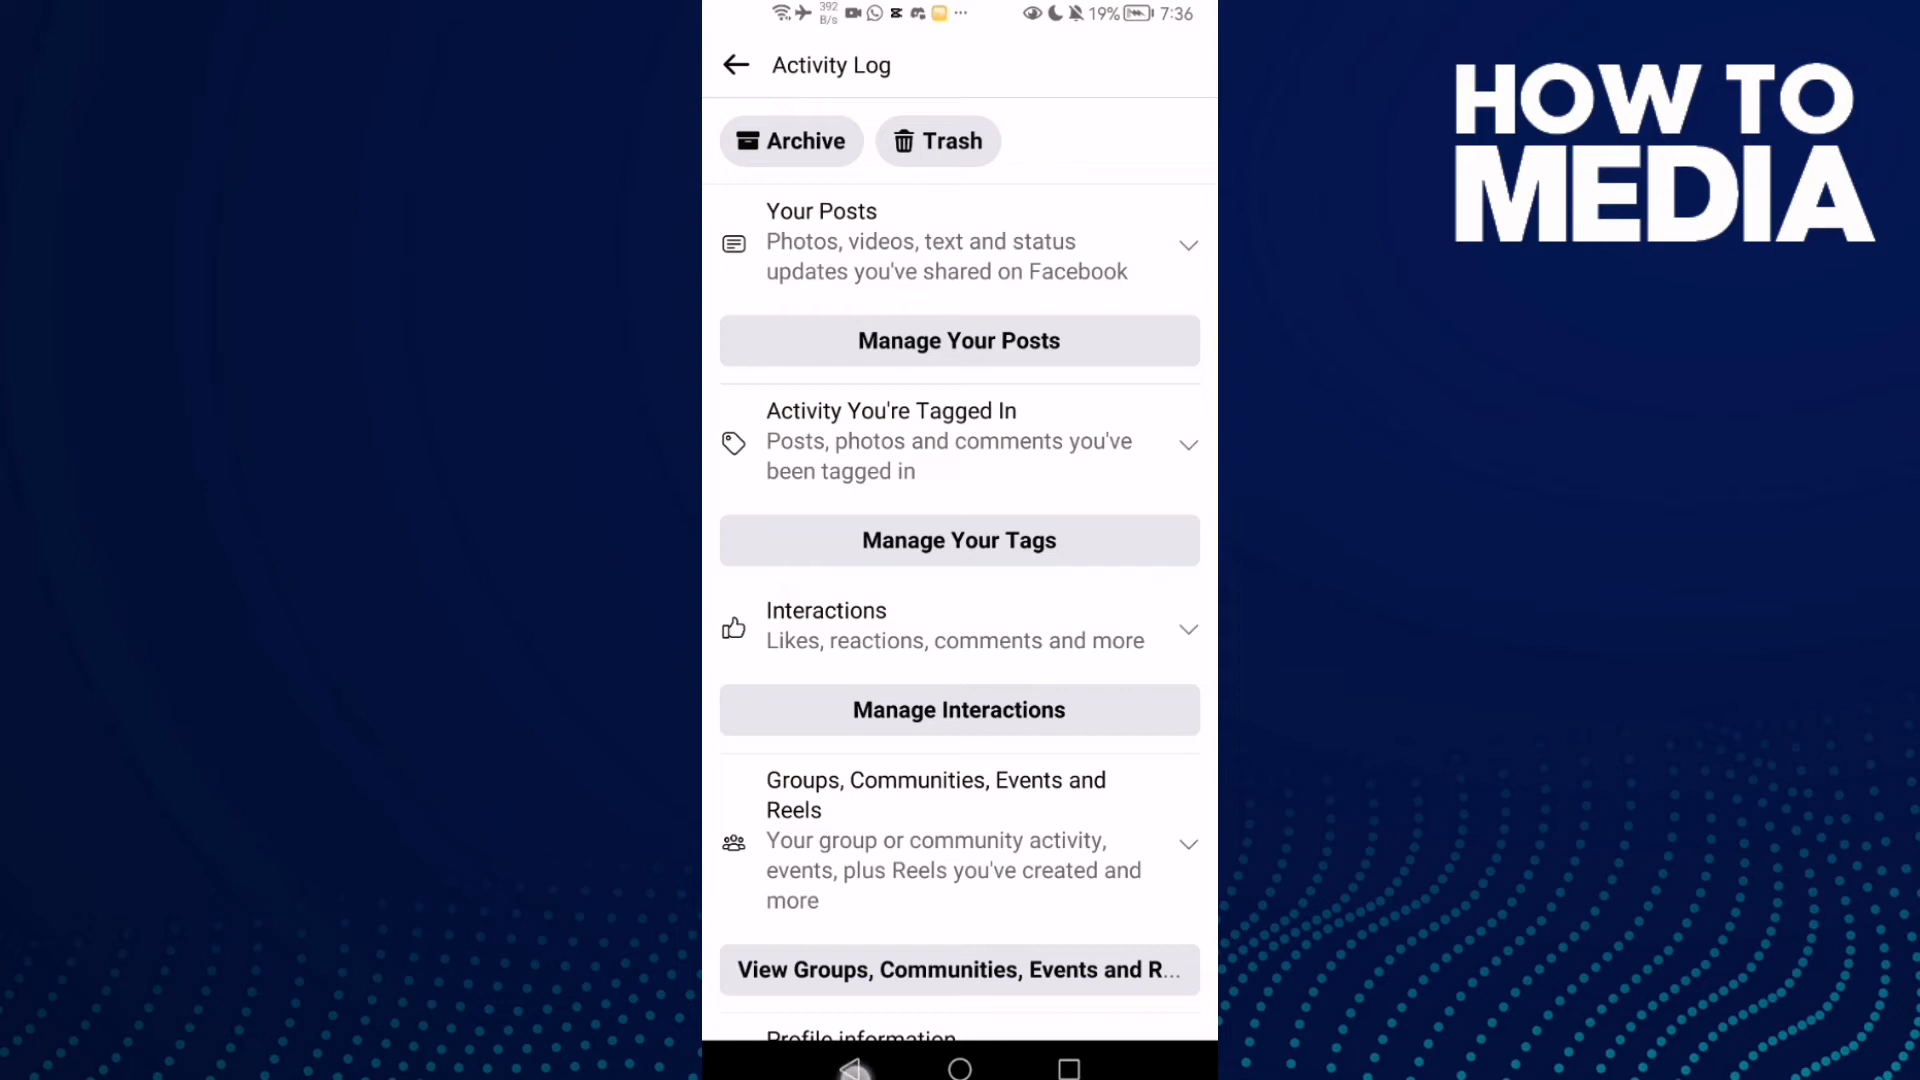 392
B/s
19%
7:36
Activity Log
Archive
Trash
Your Posts
Photos, videos, text and status
updates you've shared on Facebook
Manage Your Posts
Activity You're Tagged In
Posts, photos and comments you've
been tagged in
Manage Your Tags
Interactions
Likes, reactions, comments and more
Manage Interactions
Groups, Communities, Events and
Reels
Your group or community activity,
events, plus Reels you've created and
more
View Groups, Communities, Events and R...
Profile information
HOW TO
MEDIA